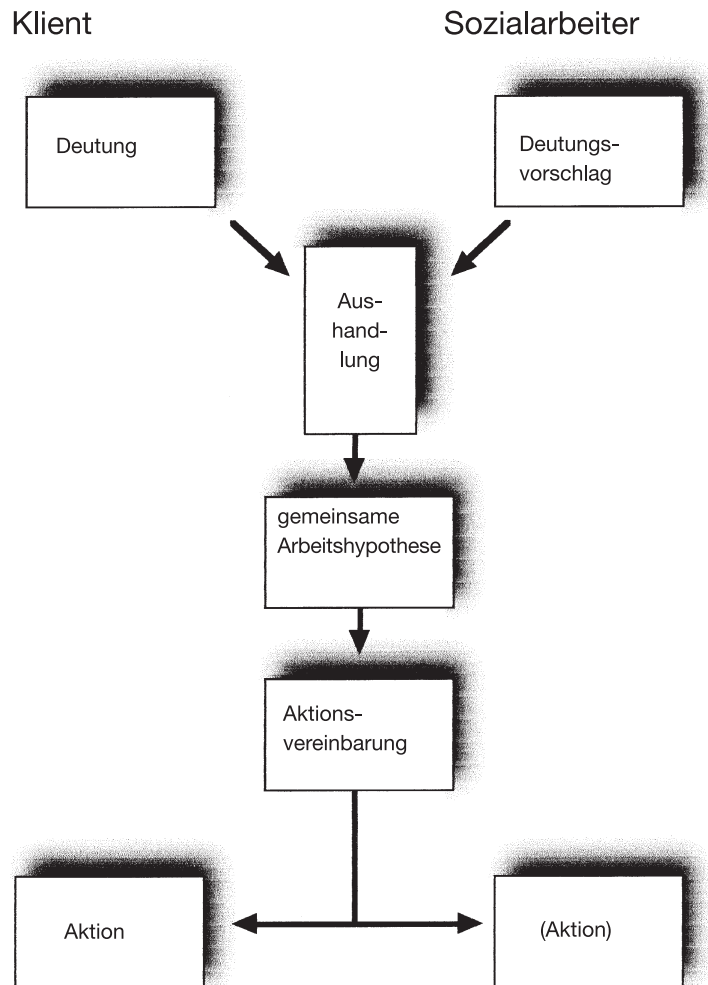 Klient
Sozialarbeiter
Deutung
Deutungs-
vorschlag
Aus-
hand-
lung
gemeinsame
Arbeitshypothese
Aktions-
vereinbarung
Aktion
(Aktion)